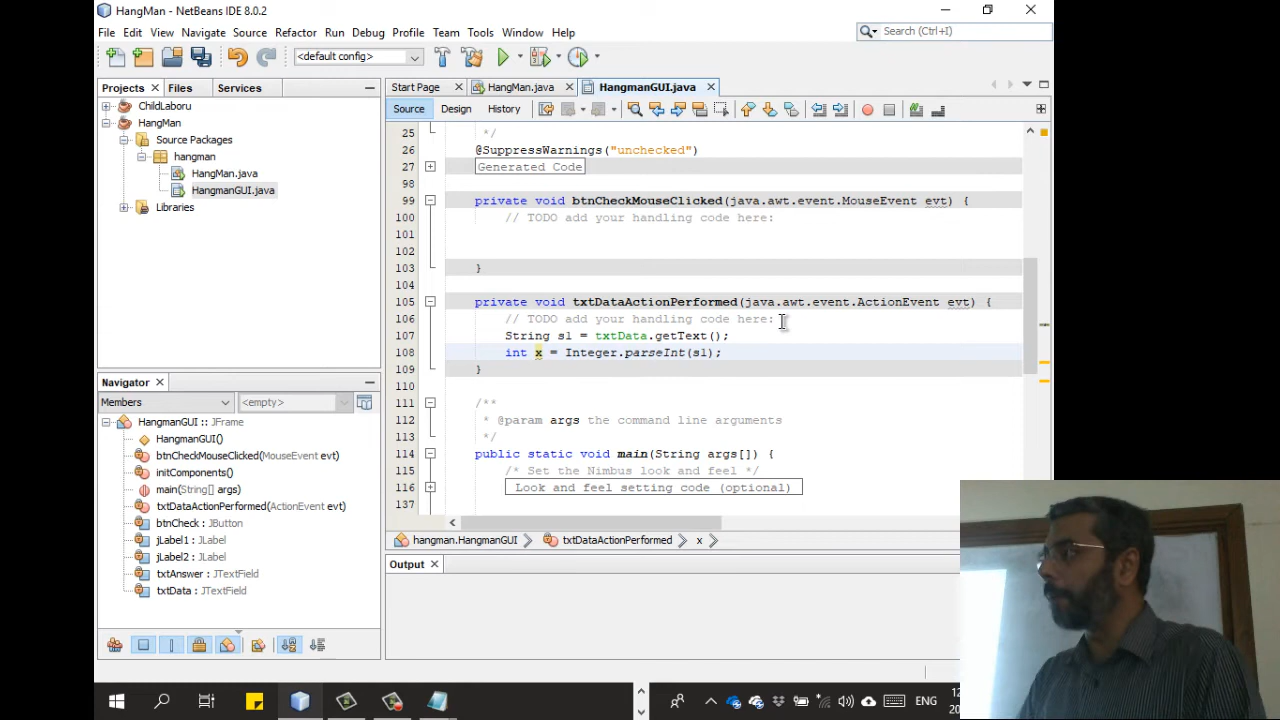 HangMan - NetBeans IDE 8.0.2
File Edit View Navigate Source Refactor Run Debug Profile Team Tools Window Help
Search (Ctrl+I)
<default config>
Projects Files Services
Start Page HangMan.java HangmanGUI.java
ChildLaboru
HangMan
Source Packages
hangman
HangMan.java
HangmanGUI.java
Libraries
Source Design History
25 */
26 @SuppressWarnings("unchecked")
27 Generated Code
98
99 private void btnCheckMouseClicked(java.awt.event.MouseEvent evt) {
100 // TODO add your handling code here:
101
102
103 }
104
105 private void txtDataActionPerformed(java.awt.event.ActionEvent evt) {
106 // TODO add your handling code here:
107 String s1 = txtData.getText();
108 int x = Integer.parseInt(s1);
109 }
110
111 /**
112 * @param args the command line arguments
113 */
114 public static void main(String args[]) {
115 /* Set the Nimbus look and feel */
116 Look and feel setting code (optional)
137
Navigator
Members <empty>
HangmanGUI :: JFrame
HangmanGUI()
btnCheckMouseClicked(MouseEvent evt)
initComponents()
main(String[] args)
txtDataActionPerformed(ActionEvent evt)
btnCheck : JButton
jLabel1 : JLabel
jLabel2 : JLabel
txtAnswer : JTextField
txtData : JTextField
hangman.HangmanGUI txtDataActionPerformed x
Output
ENG